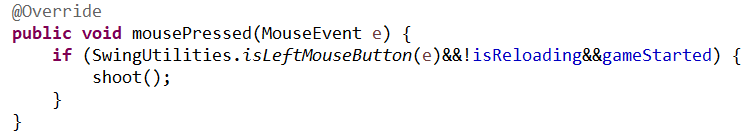 @Override
public void mousePressed(MouseEvent e) {
    if (SwingUtilities.isLeftMouseButton(e)&&!isReloading&&gameStarted) {
        shoot();
    }
}